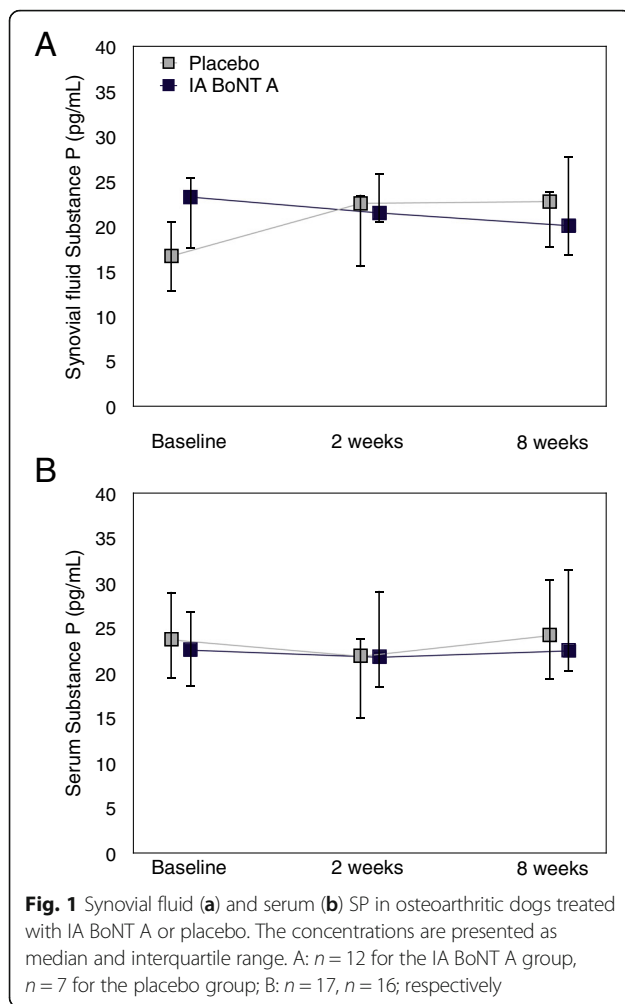 A
40
35
30
25
20
15
10
5
0
Synovial fluid Substance P (pg/mL)
Placebo
IA BoNT A
Baseline 2 weeks 8 weeks
B
40
35
30
25
20
15
10
5
0
Serum Substance P (pg/mL)
Baseline 2 weeks 8 weeks
Fig. 1 Synovial fluid (a) and serum (b) SP in osteoarthritic dogs treated
with IA BoNT A or placebo. The concentrations are presented as
median and interquartile range. A: n = 12 for the IA BoNT A group,
n = 7 for the placebo group; B: n = 17, n = 16; respectively